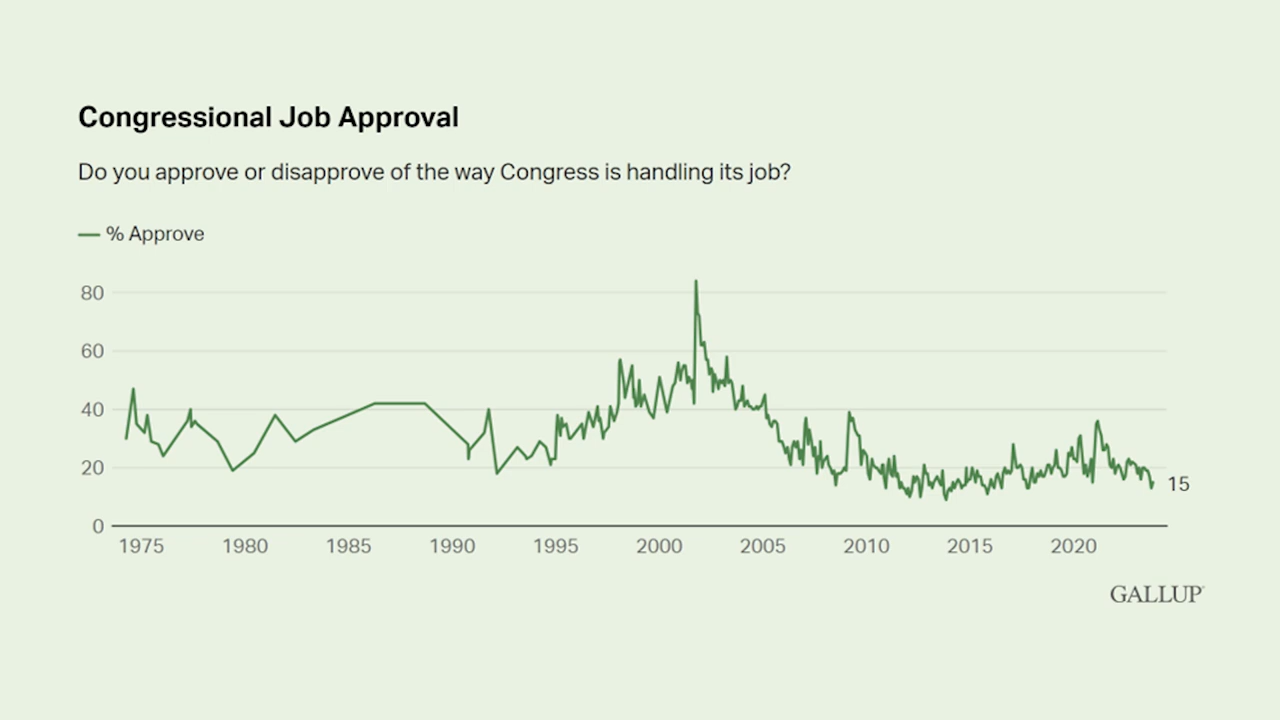 Congressional Job Approval
Do you approve or disapprove of the way Congress is handling its job?
% Approve
80
60
40
20
0
15
1975 1980 1985 1990 1995 2000 2005 2010 2015 2020
GALLUP